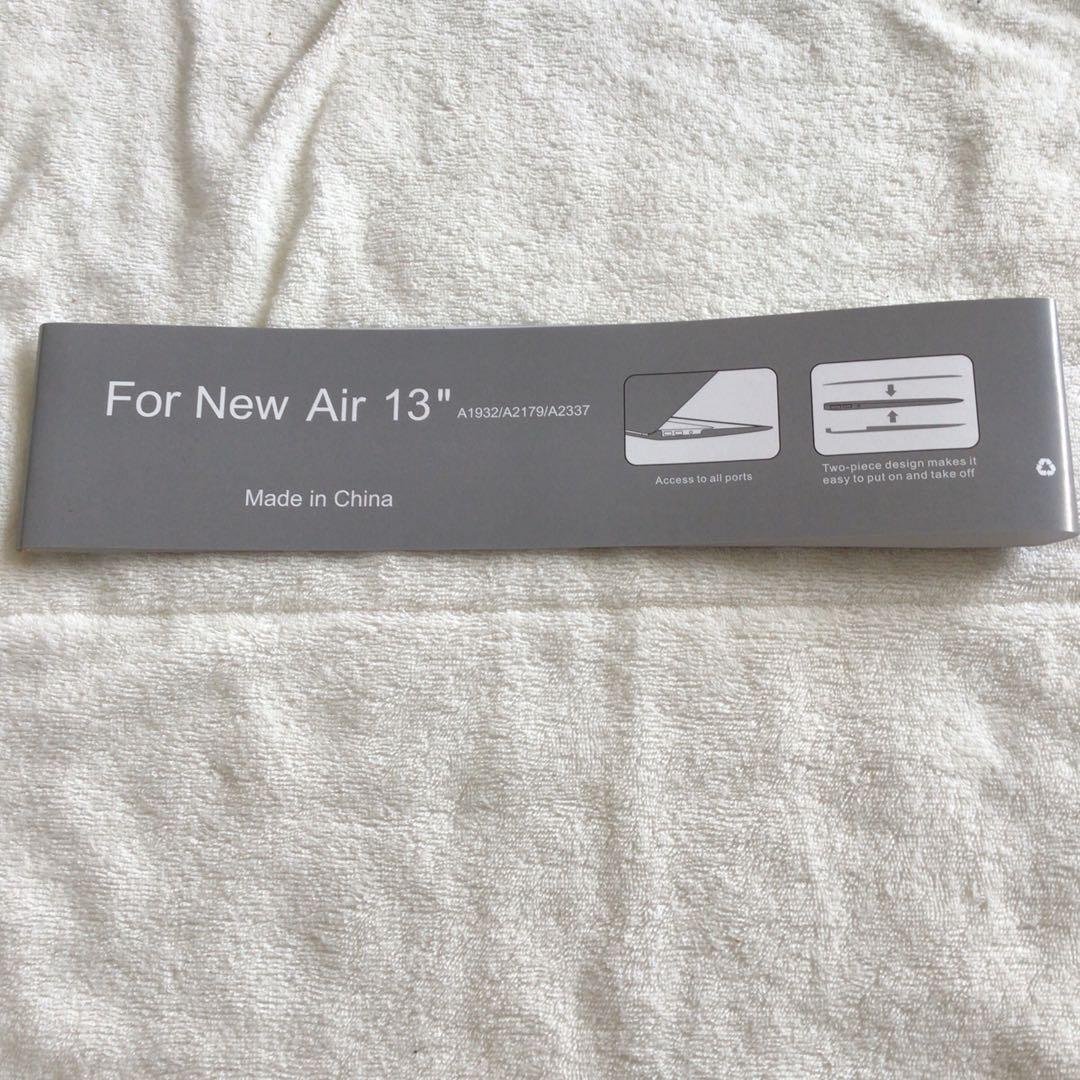 For New Air 13" A1932/A2179/A2337
Made in China
Access to all ports
Two-piece design makes it
easy to put on and take off